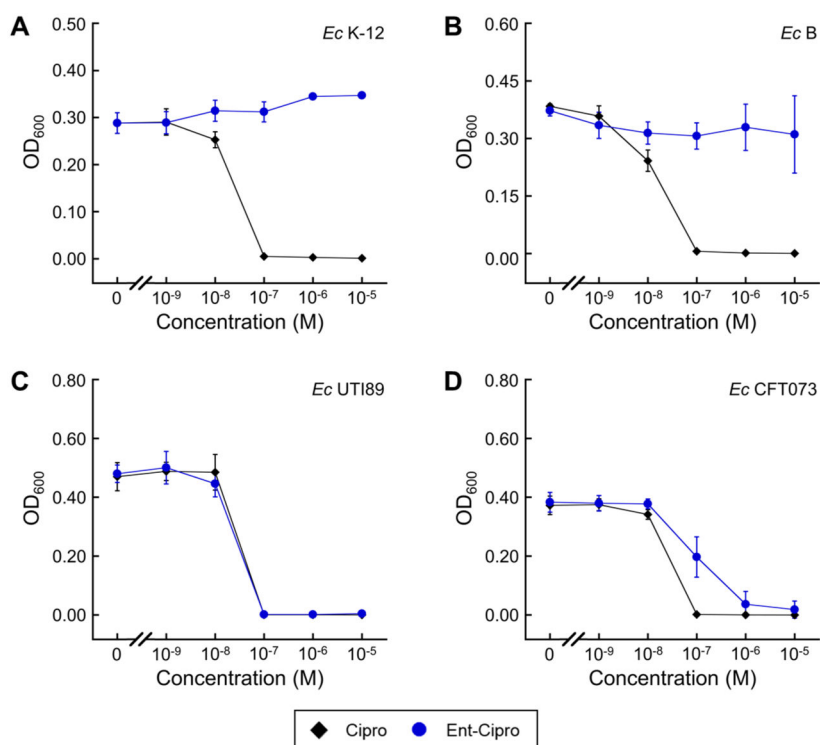 A
Ec K-12
0.50
0.40
0.30
0.20
0.10
0.00
OD₆₀₀
0 10⁻⁹ 10⁻⁸ 10⁻⁷ 10⁻⁶ 10⁻⁵
Concentration (M)
B
Ec B
0.60
0.45
0.30
0.15
0.00
OD₆₀₀
0 10⁻⁹ 10⁻⁸ 10⁻⁷ 10⁻⁶ 10⁻⁵
Concentration (M)
C
Ec UTI89
0.80
0.60
0.40
0.20
0.00
OD₆₀₀
0 10⁻⁹ 10⁻⁸ 10⁻⁷ 10⁻⁶ 10⁻⁵
Concentration (M)
D
Ec CFT073
0.80
0.60
0.40
0.20
0.00
OD₆₀₀
0 10⁻⁹ 10⁻⁸ 10⁻⁷ 10⁻⁶ 10⁻⁵
Concentration (M)
Cipro Ent-Cipro